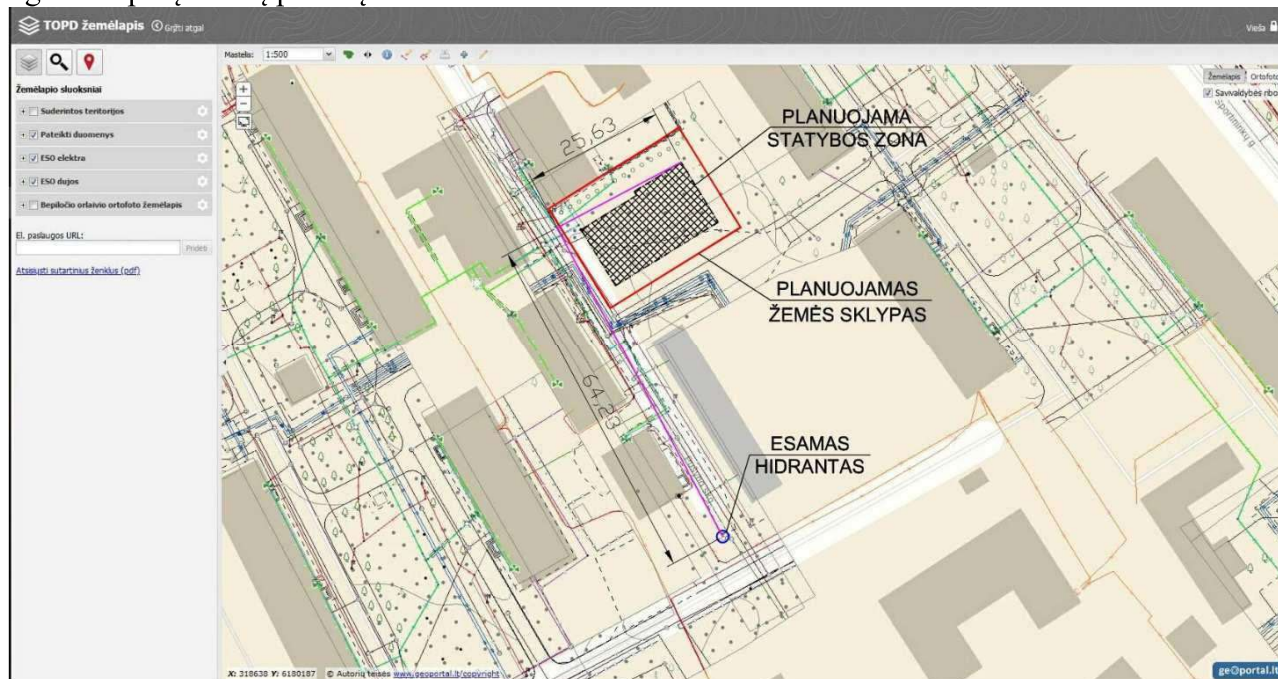 TOPD žemėlapis Grįžti atgal
Vieša
Mastelis: 1:500
Žemėlapis Ortofoto
Savivaldybės ribo
Žemėlapio sluoksniai
Suderintos teritorijos
Pateikti duomenys
ESO elektra
ESO dujos
Bepiločio orlaivio ortofoto žemėlapis
El. paslaugos URL:
Pridėti
Atsisiųsti sutartinius ženklus (pdf)
25,63
PLANUOJAMA
STATYBOS ZONA
Sportininkų g.
PLANUOJAMAS
ŽEMĖS SKLYPAS
64,23
ESAMAS
HIDRANTAS
X: 318638 Y: 6180187 © Autorių teisės www.geoportal.lt/copyright
geoportal.lt